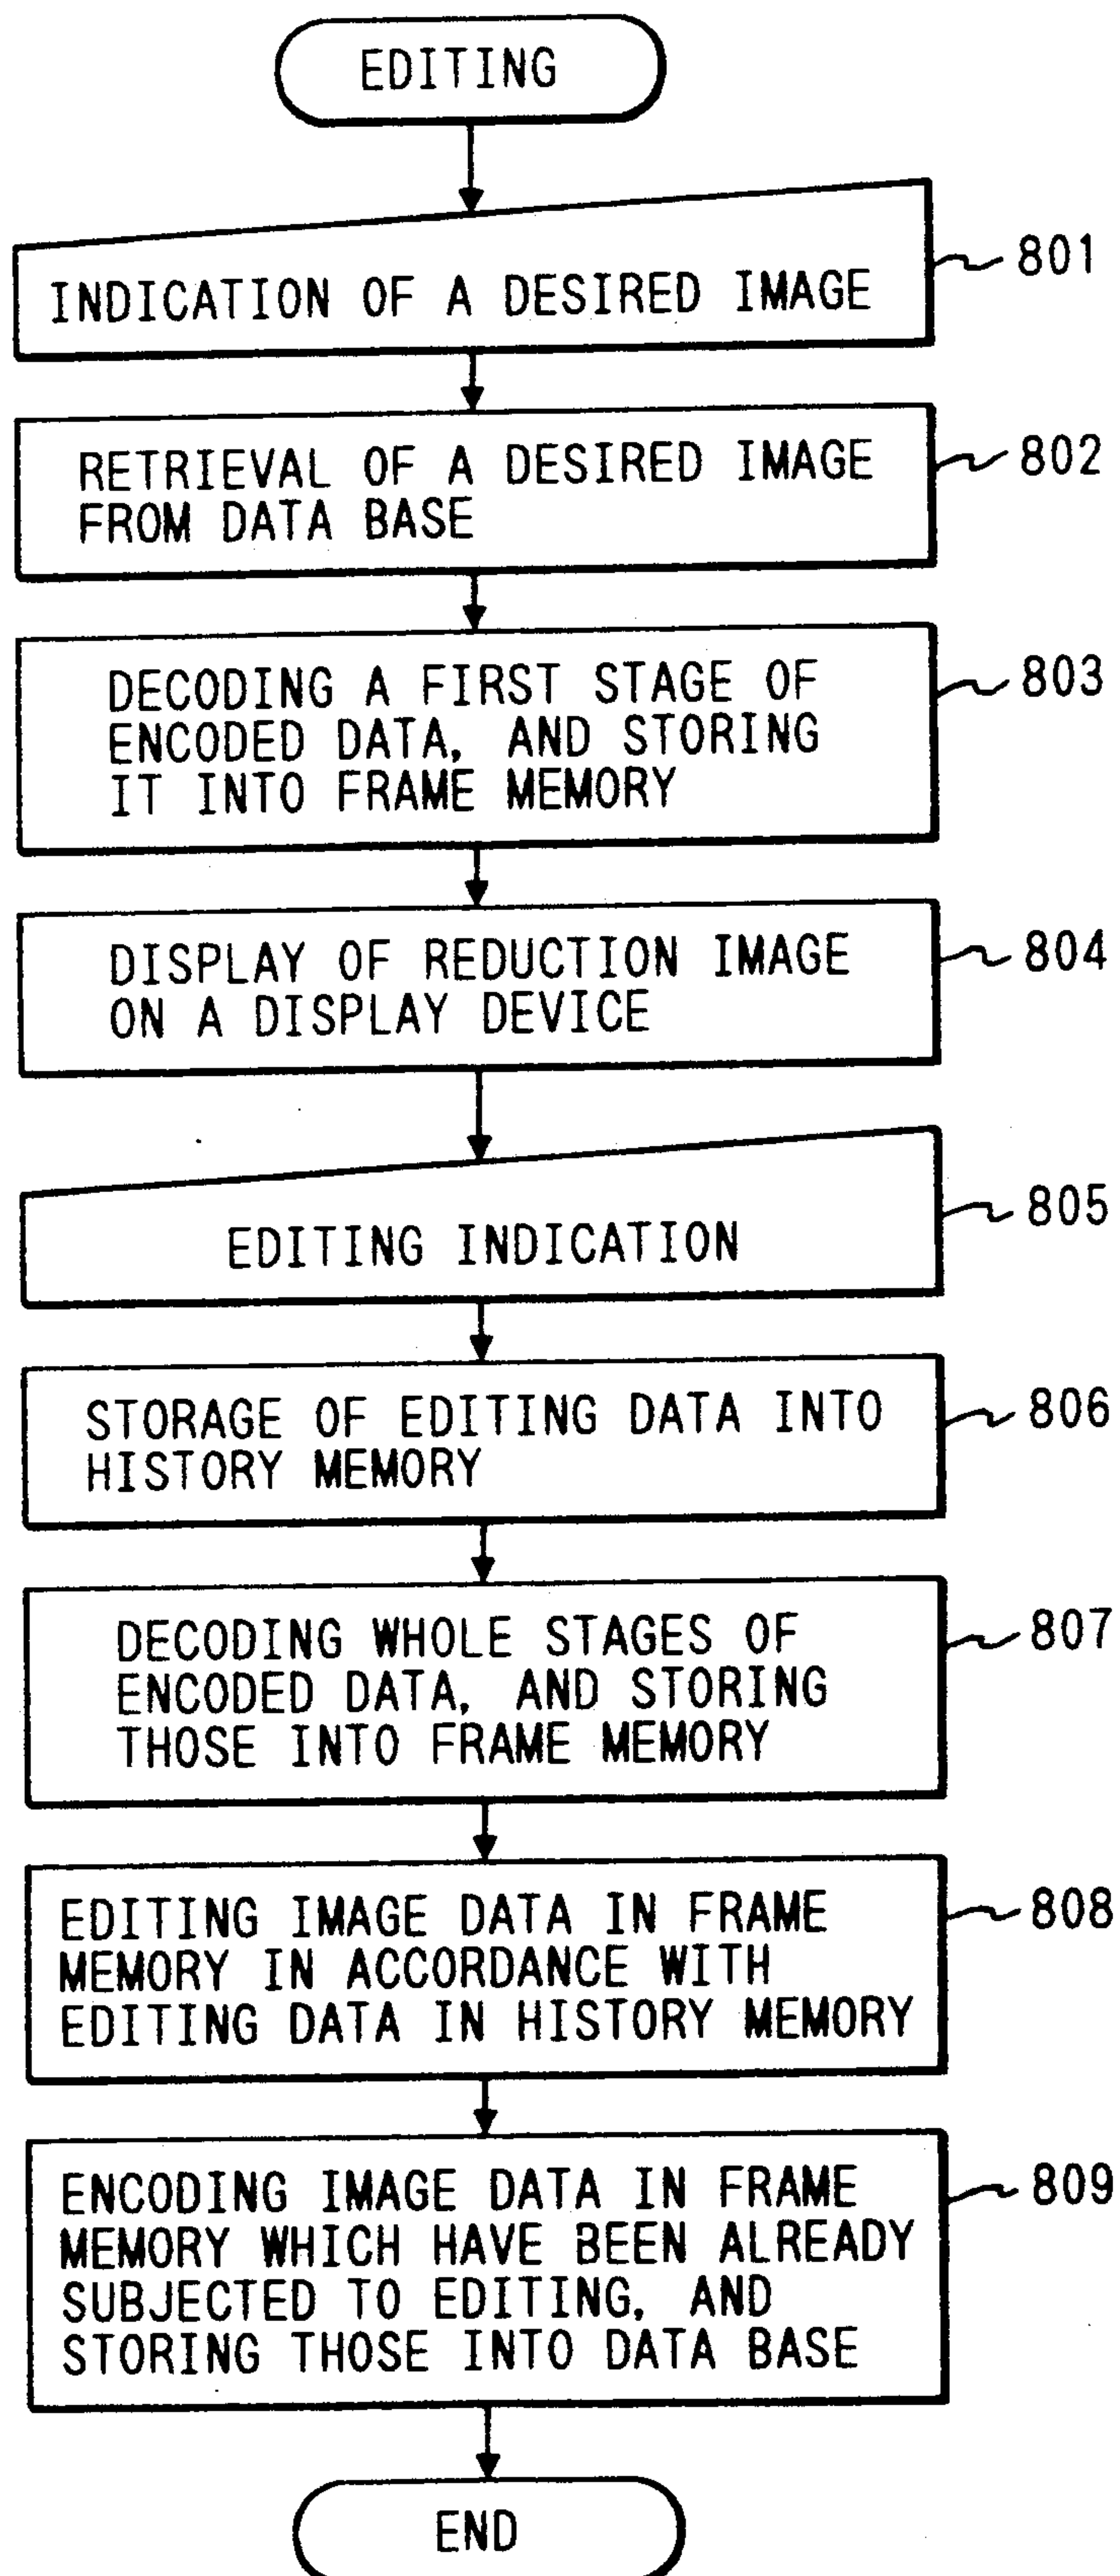 EDITING
INDICATION OF A DESIRED IMAGE
801
RETRIEVAL OF A DESIRED IMAGE
FROM DATA BASE
802
DECODING A FIRST STAGE OF
ENCODED DATA, AND STORING
IT INTO FRAME MEMORY
803
DISPLAY OF REDUCTION IMAGE
ON A DISPLAY DEVICE
804
EDITING INDICATION
805
STORAGE OF EDITING DATA INTO
HISTORY MEMORY
806
DECODING WHOLE STAGES OF
ENCODED DATA, AND STORING
THOSE INTO FRAME MEMORY
807
EDITING IMAGE DATA IN FRAME
MEMORY IN ACCORDANCE WITH
EDITING DATA IN HISTORY MEMORY
808
ENCODING IMAGE DATA IN FRAME
MEMORY WHICH HAVE BEEN ALREADY
SUBJECTED TO EDITING, AND
STORING THOSE INTO DATA BASE
809
END